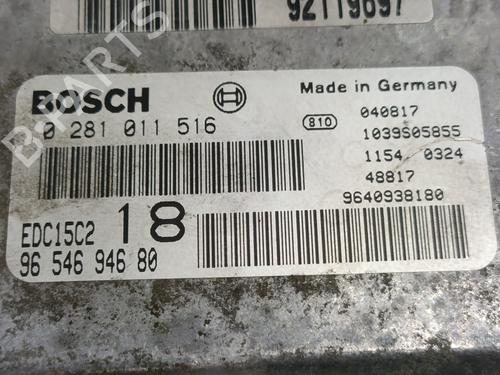 92119697
B-PARTS
BOSCH
Made in Germany
0 281 011 516
810
040817
1039S05855
1154 0324
48817
9640938180
EDC15C2
18
96 546 946 80